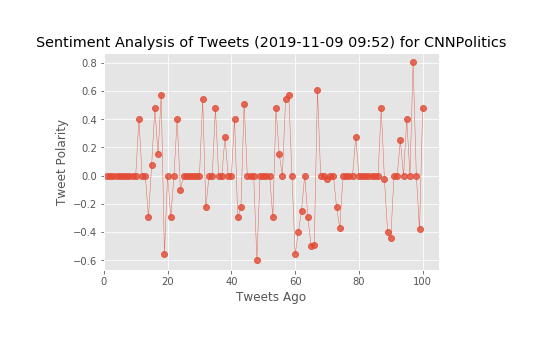 Sentiment Analysis of Tweets (2019-11-09 09:52) for CNNPolitics
0.8
0.6
0.4
0.2
0.0
−0.2
−0.4
−0.6
Tweet Polarity
0 20 40 60 80 100
Tweets Ago